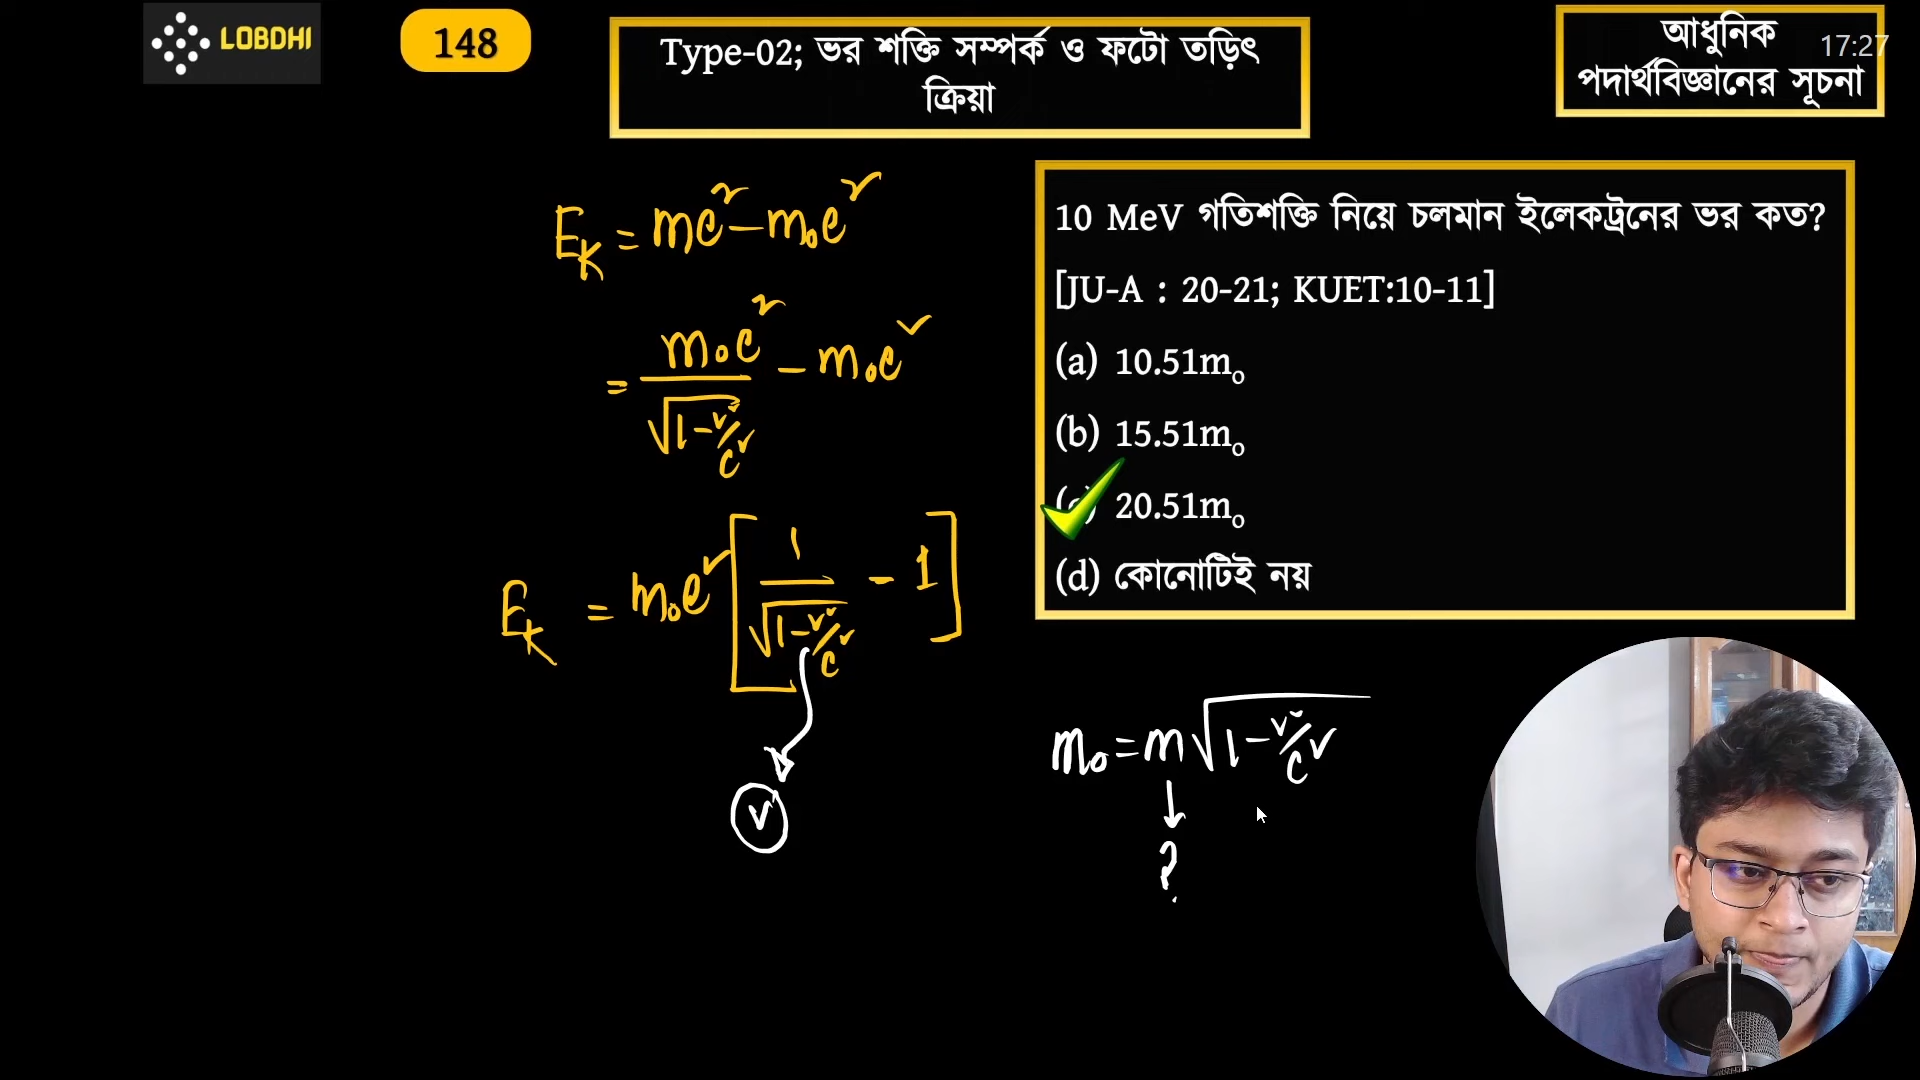 LOBDHI
148
Type-02; ভর শক্তি সম্পর্ক ও ফটো তড়িৎ
ক্রিয়া
আধুনিক
পদার্থবিজ্ঞানের সূচনা
17:27
E_K = mc² - m₀c²
= m₀c² / √(1 - v²/c²) - m₀c²
E_K = m₀c² [1 / √(1 - v²/c²) - 1]
v
10 MeV গতিশক্তি নিয়ে চলমান ইলেকট্রনের ভর কত?
[JU-A : 20-21; KUET:10-11]
(a) 10.51m₀
(b) 15.51m₀
(c) 20.51m₀
(d) কোনোটিই নয়
m₀ = m√(1 - v²/c²)
?